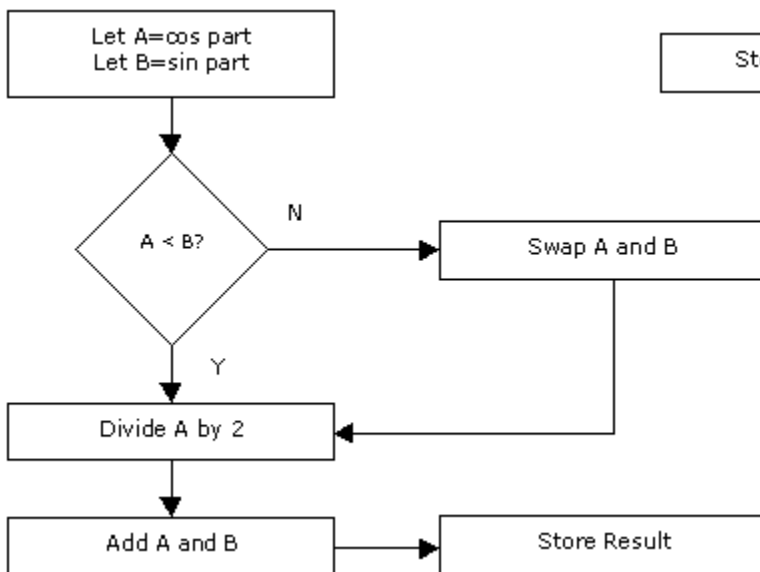 Let A=cos part
Let B=sin part
A < B?
N
Swap A and B
Y
Divide A by 2
Add A and B
Store Result